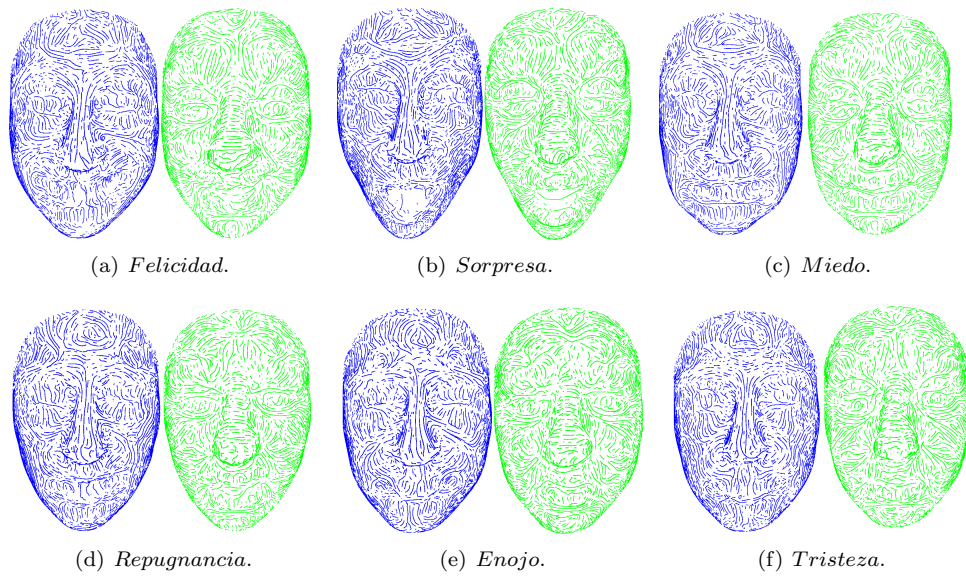 (a) Felicidad.
(b) Sorpresa.
(c) Miedo.
(d) Repugnancia.
(e) Enojo.
(f) Tristeza.